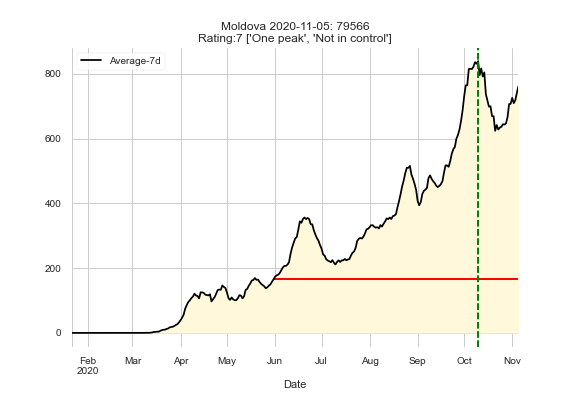 Moldova 2020-11-05: 79566
Rating:7 ['One peak', 'Not in control']
Average-7d
800
600
400
200
0
Feb Mar Apr May Jun Jul Aug Sep Oct Nov
2020
Date